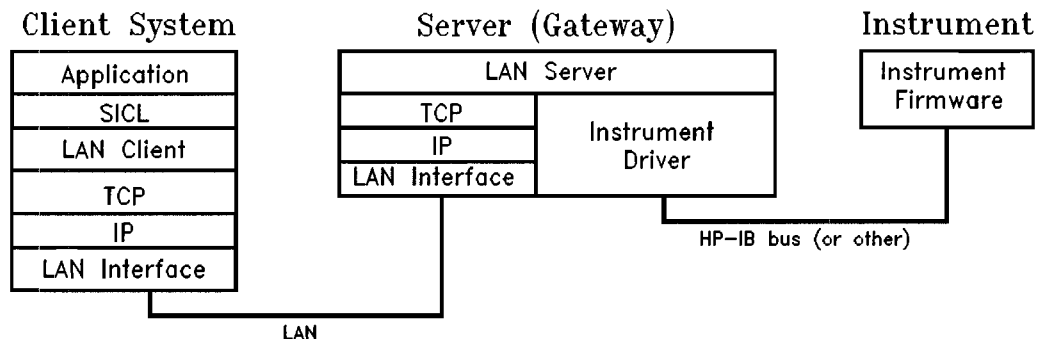 Client System
Application
SICL
LAN Client
TCP
IP
LAN Interface
Server (Gateway)
LAN Server
TCP
IP
LAN Interface
Instrument
Driver
Instrument
Instrument
Firmware
HP-IB bus (or other)
LAN